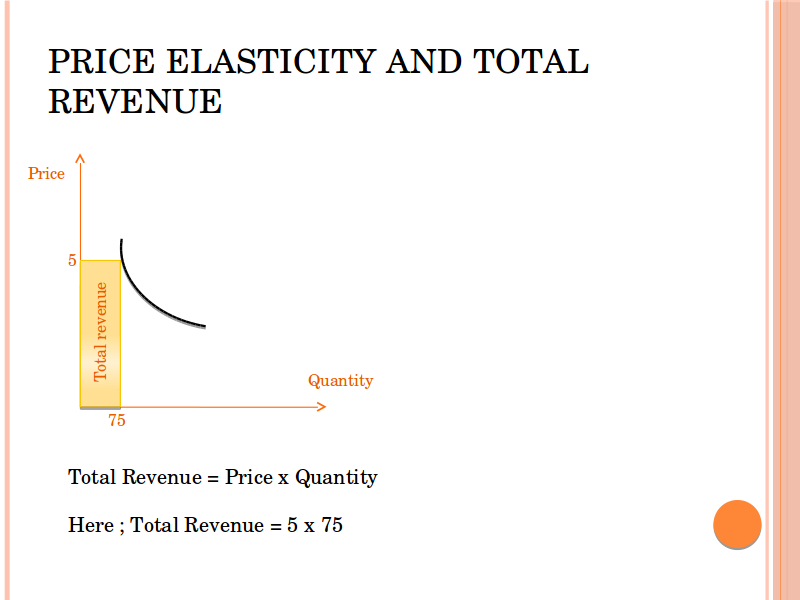 PRICE ELASTICITY AND TOTAL
REVENUE
Price
5
Total revenue
Quantity
75
Total Revenue = Price x Quantity
Here ; Total Revenue = 5 x 75